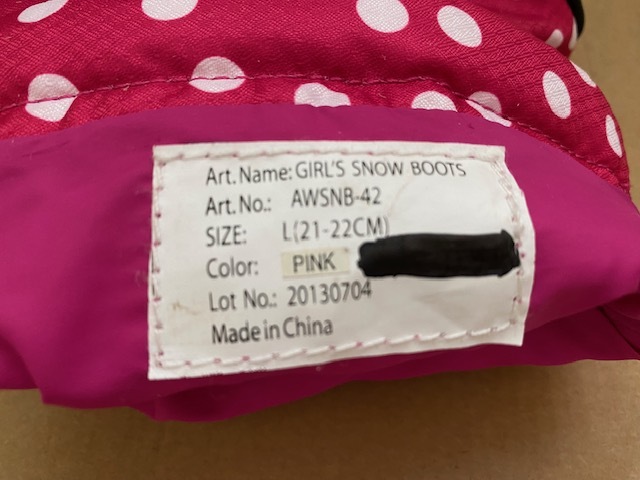 Art.Name: GIRL'S SNOW BOOTS
Art.No.: AWSNB-42
SIZE: L(21-22CM)
Color: PINK
Lot No.: 20130704
Made in China